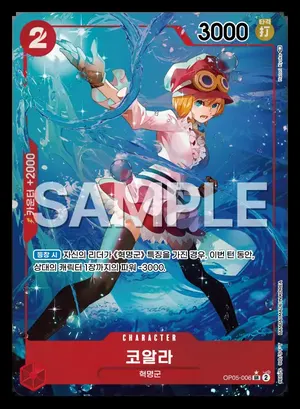 2
3000
타격
打
카운터 +2000
SAMPLE
등장 시 자신의 리더가 《혁명군》 특징을 가진 경우, 이번 턴 동안,
상대의 캐릭터 1장까지의 파워 -3000.
CHARACTER
코알라
혁명군
OP05-006 2